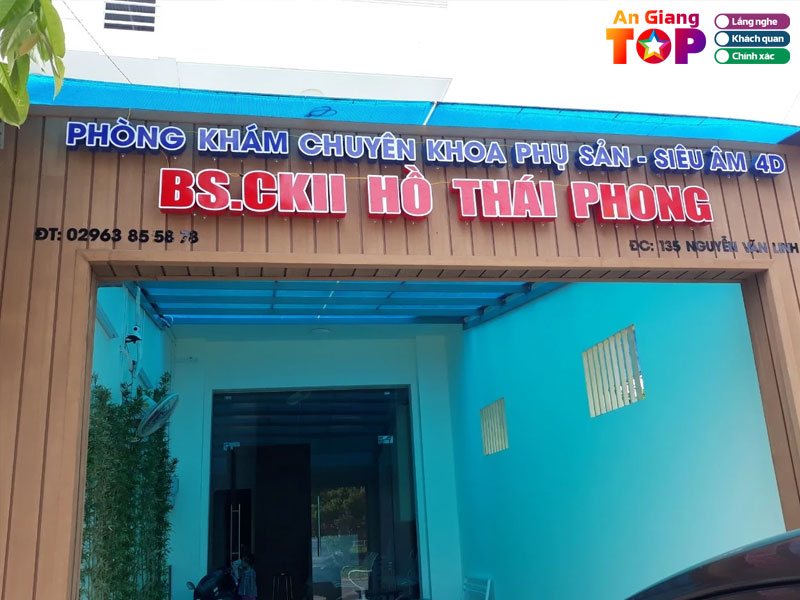 An Giang
TOP
Lắng nghe
Khách quan
Chính xác
PHÒNG KHÁM CHUYÊN KHOA PHỤ SẢN - SIÊU ÂM 4D
BS.CKII HỒ THÁI PHONG
ĐT: 02963 85 58 78
ĐC: 135 NGUYỄN VĂN LINH